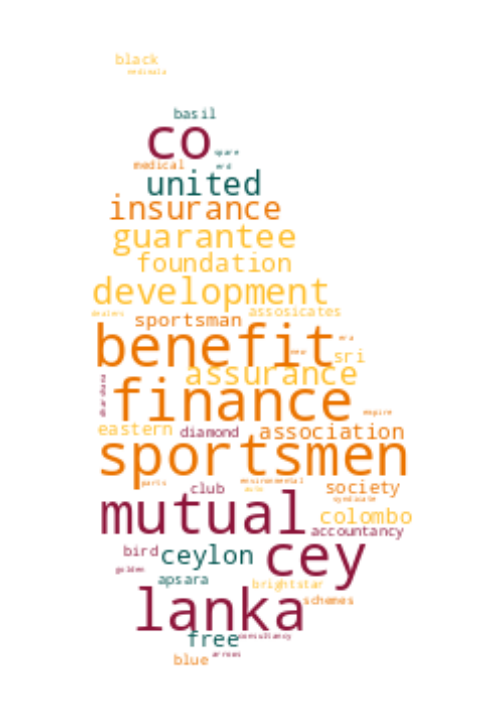 black
medicals
basil
co
spare
medical
erd
united
insurance
guarantee
foundation
development
dealers
assosicates
sportsman
benefit
sri
assurance
finance
empire
eastern
diamond
association
sportsmen
parts
environmental
auto
club
society
syndicate
mutual
colombo
accountancy
bird
ceylon
cey
golden
apsara
brightstar
lanka
schemes
free
consultancy
arrows
blue